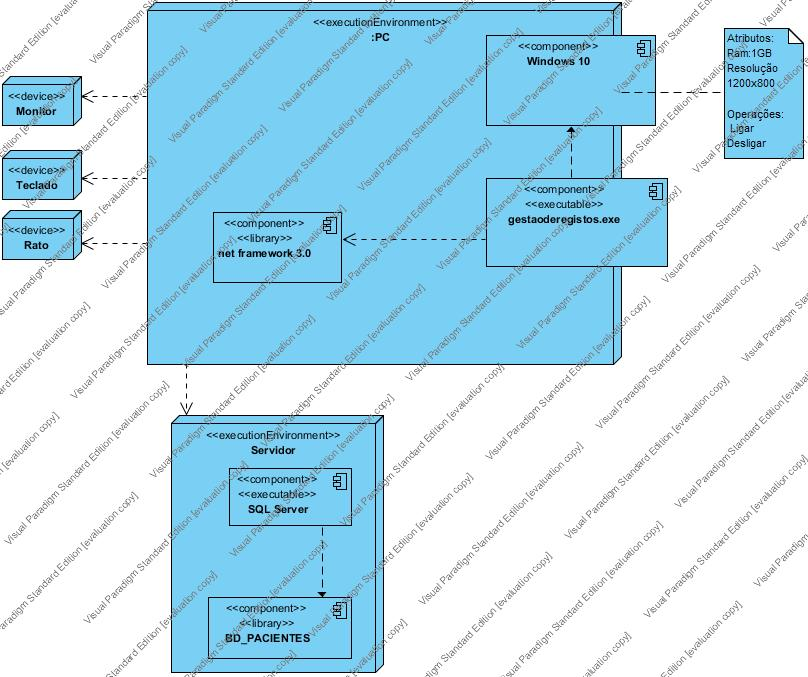 <<executionEnvironment>>
:PC
<<component>>
Windows 10
Atributos:
Ram:1GB
Resolução
1200x800
Operações:
Ligar
Desligar
<<device>>
Monitor
<<device>>
Teclado
<<device>>
Rato
<<component>>
<<executable>>
gestaoderegistos.exe
<<component>>
<<library>>
net framework 3.0
<<executionEnvironment>>
Servidor
<<component>>
<<executable>>
SQL Server
<<component>>
<<library>>
BD_PACIENTES
Visual Paradigm Standard Edition [evaluation copy]